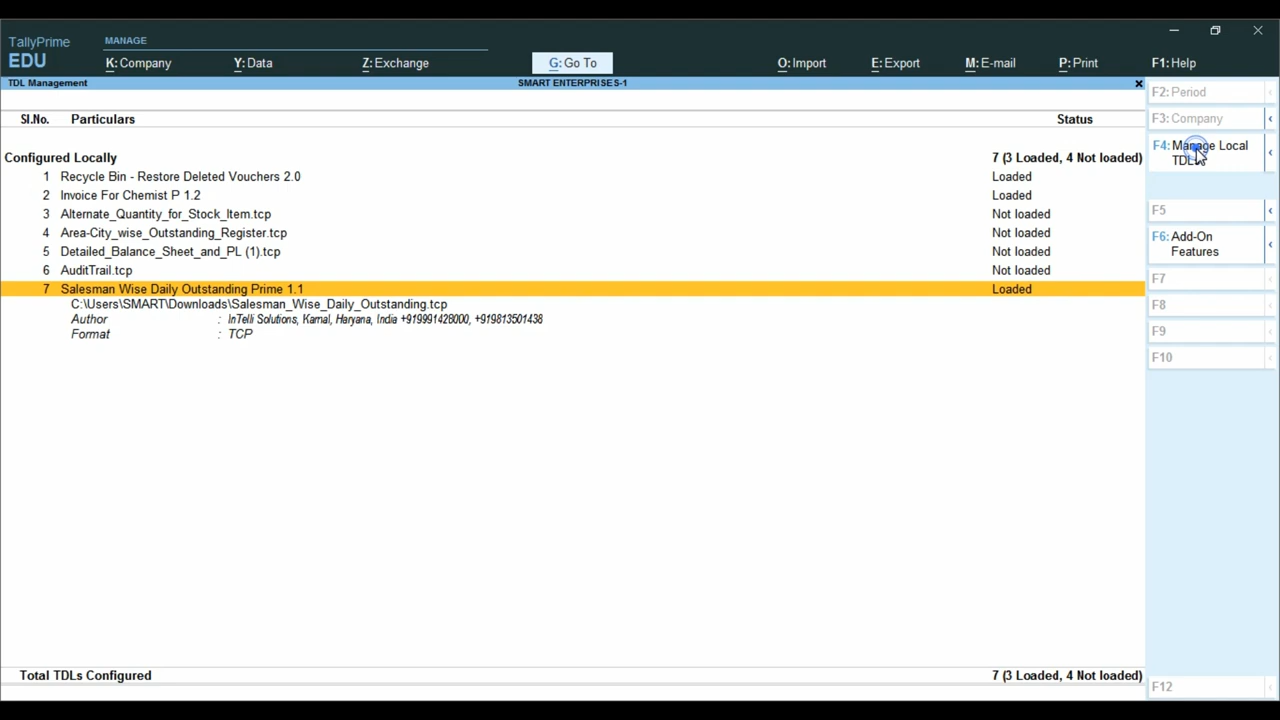 TallyPrime
EDU
MANAGE
K: Company
Y: Data
Z: Exchange
G: Go To
O: Import
E: Export
M: E-mail
P: Print
F1: Help
TDL Management
SMART ENTERPRISES-1
x
Sl.No. Particulars Status
Configured Locally 7 (3 Loaded, 4 Not loaded)
1 Recycle Bin - Restore Deleted Vouchers 2.0 Loaded
2 Invoice For Chemist P 1.2 Loaded
3 Alternate_Quantity_for_Stock_Item.tcp Not loaded
4 Area-City_wise_Outstanding_Register.tcp Not loaded
5 Detailed_Balance_Sheet_and_PL (1).tcp Not loaded
6 AuditTrail.tcp Not loaded
7 Salesman Wise Daily Outstanding Prime 1.1 Loaded
C:\Users\SMART\Downloads\Salesman_Wise_Daily_Outstanding.tcp
Author : InTelli Solutions, Karnal, Haryana, India +919991428000, +919813501438
Format : TCP
Total TDLs Configured 7 (3 Loaded, 4 Not loaded)
F2: Period
F3: Company
F4: Manage Local
TDLs
F5
F6: Add-On
Features
F7
F8
F9
F10
F12